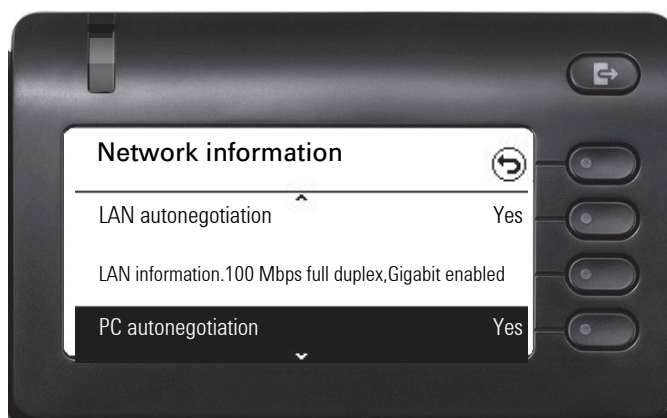 Network information
LAN autonegotiation Yes
LAN information.100 Mbps full duplex,Gigabit enabled
PC autonegotiation Yes